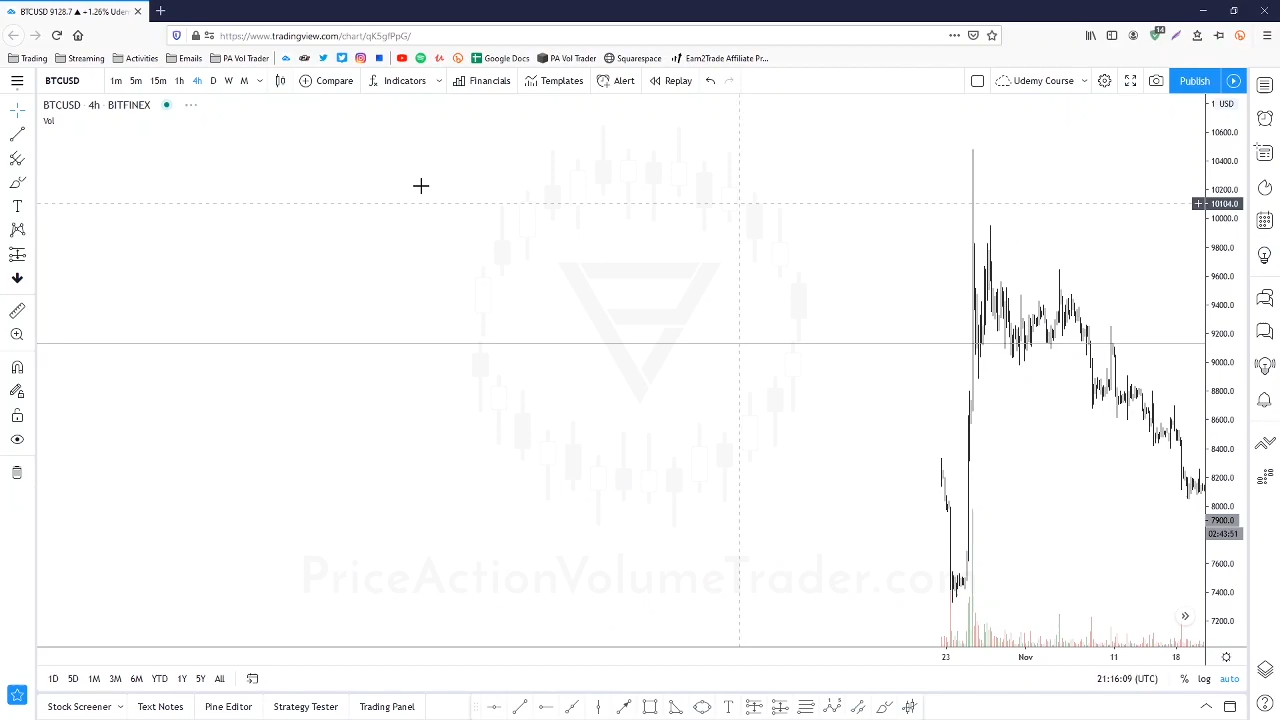 BTCUSD 9128.7 ▲ +1.26% Uder
https://www.tradingview.com/chart/qK5gfPpG/
14
Trading Streaming Activities Emails PA Vol Trader Google Docs PA Vol Trader Squarespace Earn2Trade Affiliate Pr...
BTCUSD 1m 5m 15m 1h 4h D W M Compare Indicators Financials Templates Alert Replay Udemy Course Publish
BTCUSD · 4h · BITFINEX
Vol
1 USD
10600.0
10400.0
10200.0
10104.0
10000.0
9800.0
9600.0
9400.0
9200.0
9000.0
8800.0
8600.0
8400.0
8200.0
8000.0
7900.0
02:43:51
7600.0
7400.0
7200.0
PriceActionVolumeTrader.co
23 Nov 11 18
1D 5D 1M 3M 6M YTD 1Y 5Y All 21:16:09 (UTC) % log auto
Stock Screener Text Notes Pine Editor Strategy Tester Trading Panel